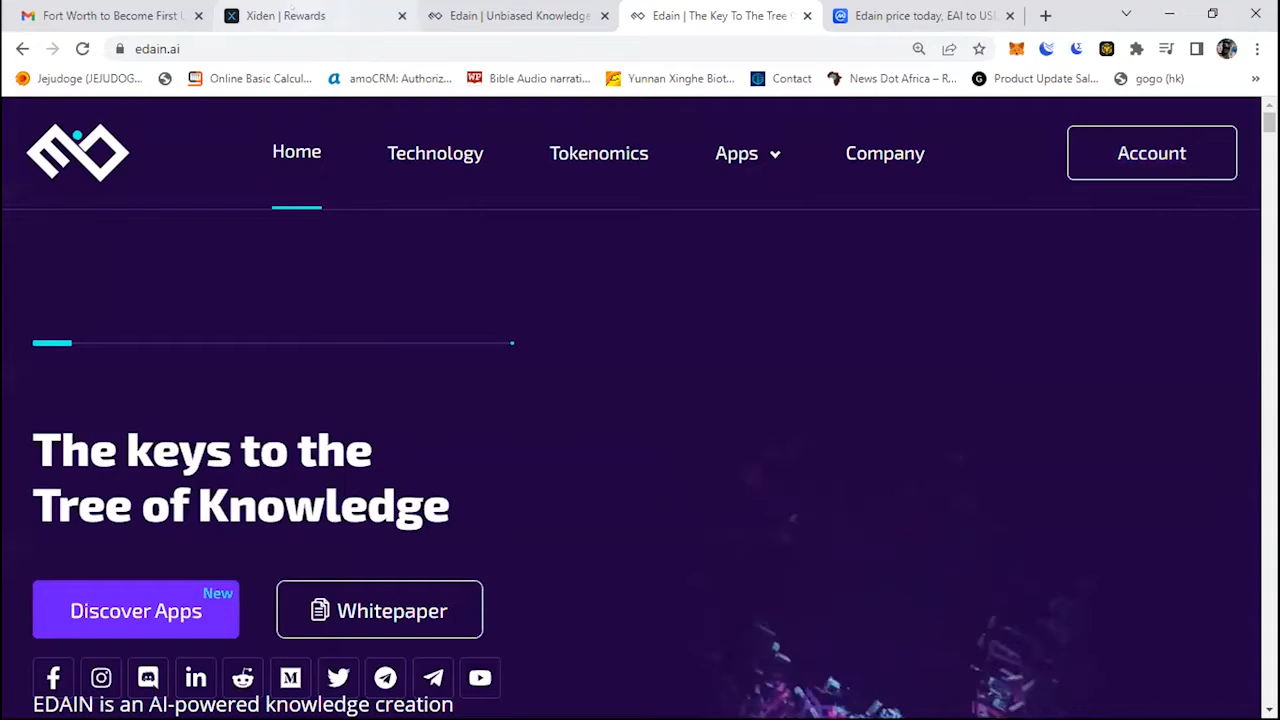 Fort Worth to Become First
Xiden | Rewards
Edain | Unbiased Knowledge
Edain | The Key To The Tree
Edain price today, EAI to US
edain.ai
Jejudoge (JEJUDOG...
Online Basic Calcul...
amoCRM: Authoriz...
Bible Audio narrati...
Yunnan Xinghe Biot...
Contact
News Dot Africa – R...
Product Update Sal...
gogo (hk)
Home
Technology
Tokenomics
Apps
Company
Account
The keys to the
Tree of Knowledge
New
Discover Apps
Whitepaper
EDAIN is an AI-powered knowledge creation